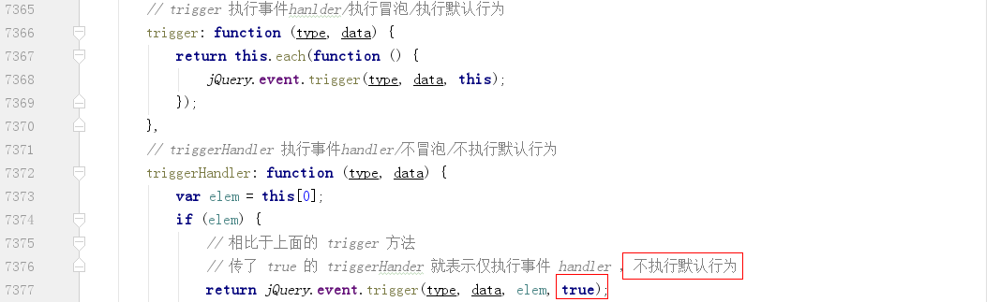 7365 // trigger 执行事件hanlder/执行冒泡/执行默认行为
7366 trigger: function (type, data) {
7367 return this.each(function () {
7368 jQuery.event.trigger(type, data, this);
7369 });
7370 },
7371 // triggerHandler 执行事件handler/不冒泡/不执行默认行为
7372 triggerHandler: function (type, data) {
7373 var elem = this[0];
7374 if (elem) {
7375 // 相比于上面的 trigger 方法
7376 // 传了 true 的 triggerHander 就表示仅执行事件 handler ,不执行默认行为
7377 return jQuery.event.trigger(type, data, elem, true);